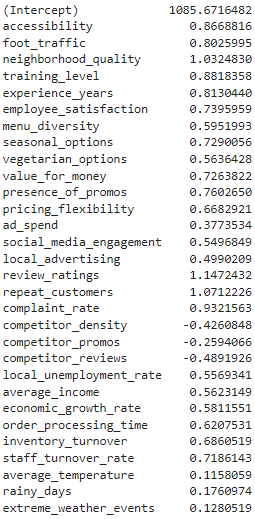 (Intercept) 1085.6716482
accessibility 0.8668816
foot_traffic 0.8025995
neighborhood_quality 1.0324830
training_level 0.8818358
experience_years 0.8130440
employee_satisfaction 0.7395959
menu_diversity 0.5951993
seasonal_options 0.7290056
vegetarian_options 0.5636428
value_for_money 0.7263822
presence_of_promos 0.7602650
pricing_flexibility 0.6682921
ad_spend 0.3773534
social_media_engagement 0.5496849
local_advertising 0.4990209
review_ratings 1.1472432
repeat_customers 1.0712226
complaint_rate 0.9321563
competitor_density -0.4260848
competitor_promos -0.2594066
competitor_reviews -0.4891926
local_unemployment_rate 0.5569341
average_income 0.5623149
economic_growth_rate 0.5811551
order_processing_time 0.6207531
inventory_turnover 0.6860519
staff_turnover_rate 0.7186143
average_temperature 0.1158059
rainy_days 0.1760974
extreme_weather_events 0.1280519